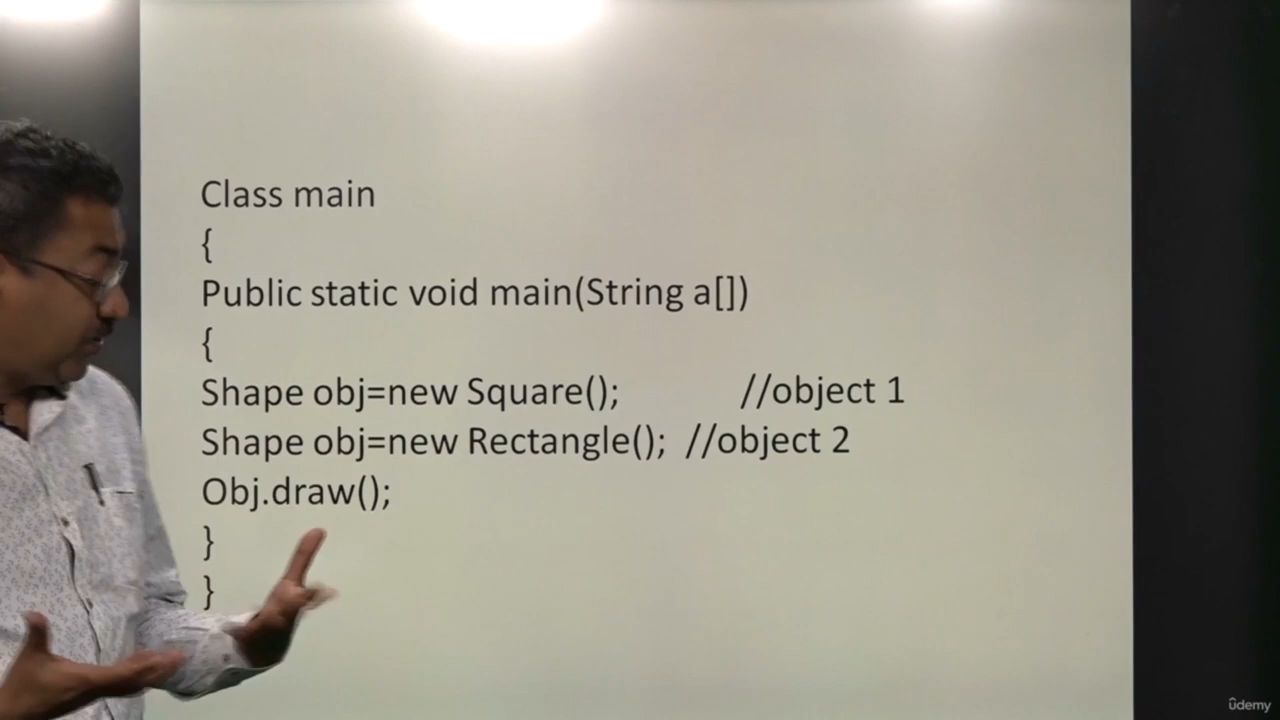 Class main
{
Public static void main(String a[])
{
Shape obj=new Square(); //object 1
Shape obj=new Rectangle(); //object 2
Obj.draw();
}
}
ûdemy